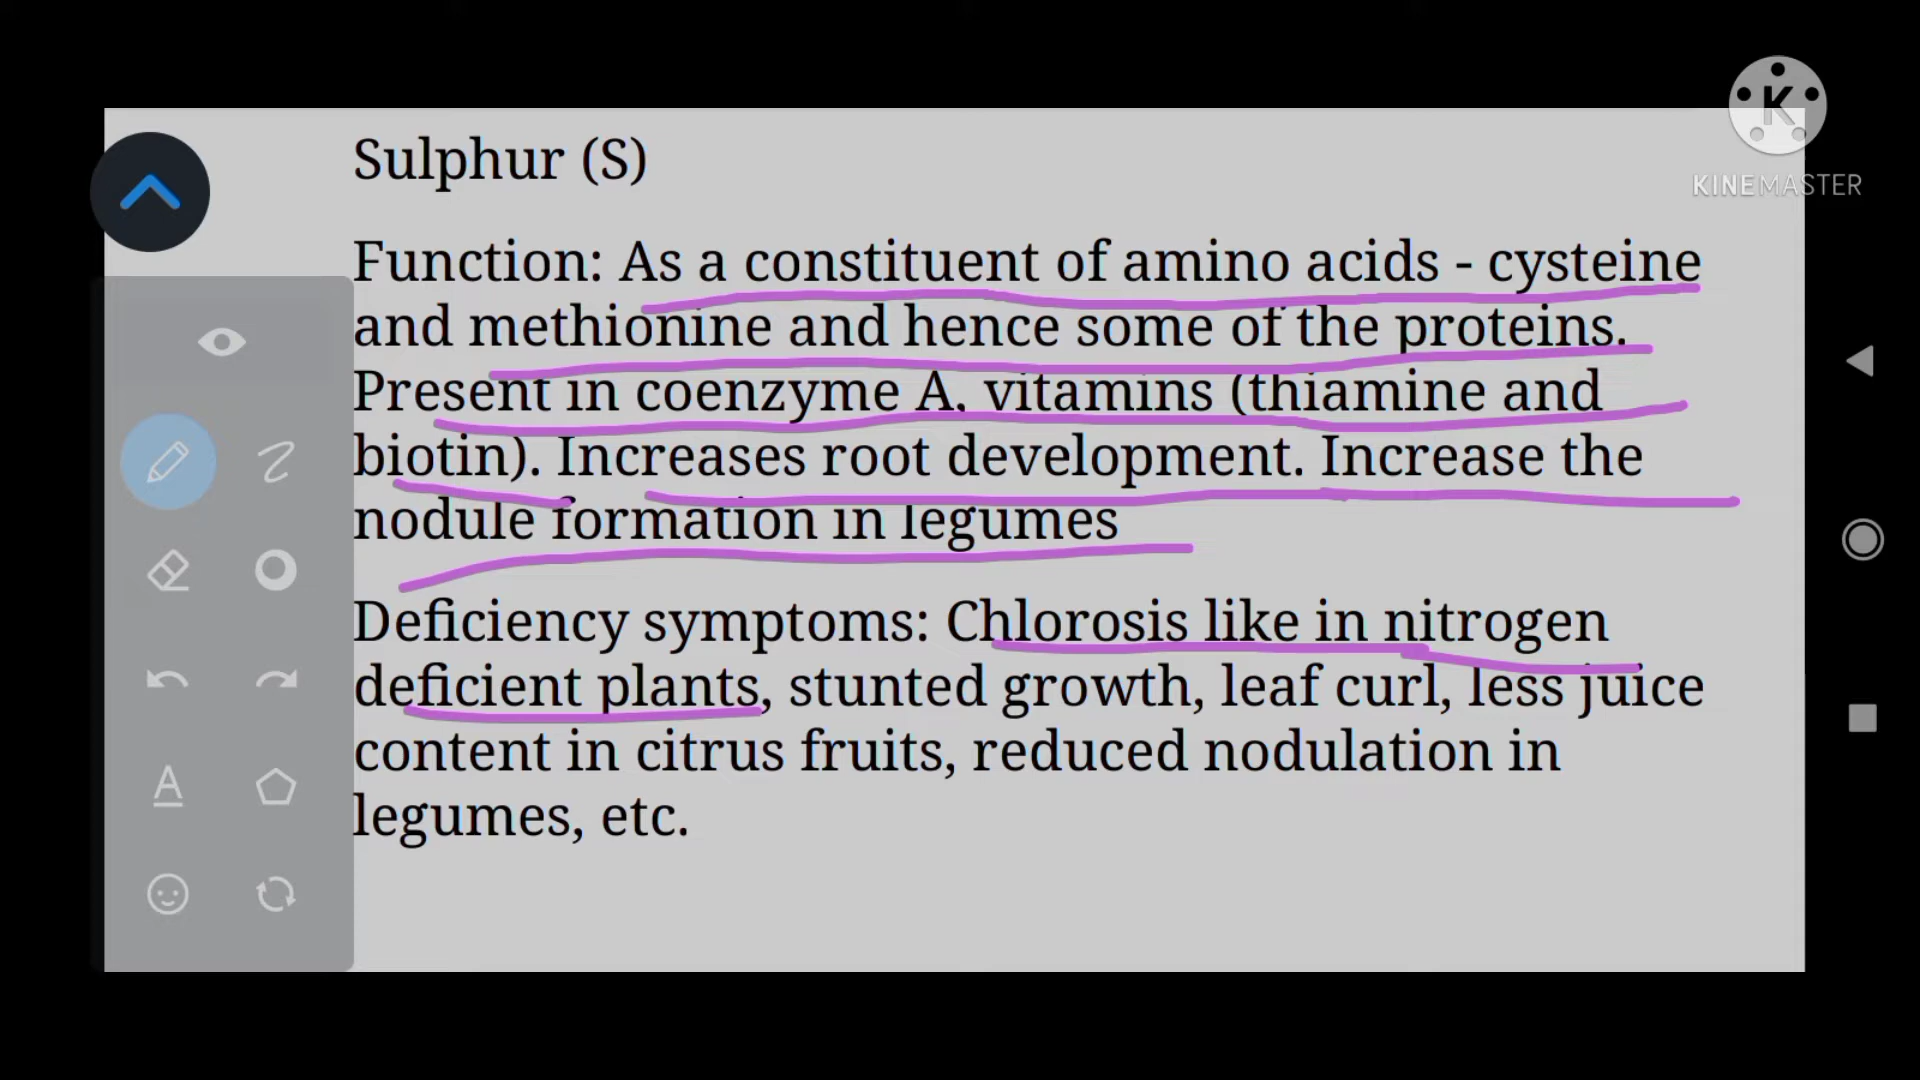 Sulphur (S)
Function: As a constituent of amino acids - cysteine
and methionine and hence some of the proteins.
Present in coenzyme A, vitamins (thiamine and
biotin). Increases root development. Increase the
nodule formation in legumes
Deficiency symptoms: Chlorosis like in nitrogen
deficient plants, stunted growth, leaf curl, less juice
content in citrus fruits, reduced nodulation in
legumes, etc.
K
KINEMASTER
A